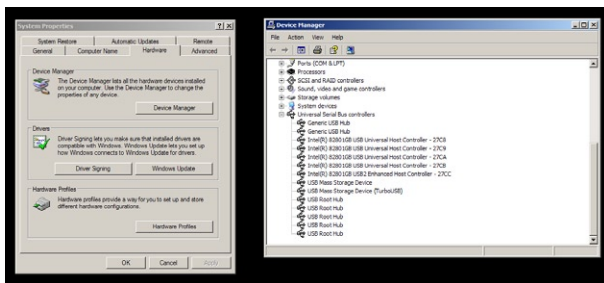 System Properties
System Restore
Automatic Updates
Remote
General
Computer Name
Hardware
Advanced
Device Manager
The Device Manager lists all the hardware devices installed
on your computer. Use the Device Manager to change the
properties of any device.
Device Manager
Drivers
Driver Signing lets you make sure that installed drivers are
compatible with Windows. Windows Update lets you set up
how Windows connects to Windows Update for drivers.
Driver Signing
Windows Update
Hardware Profiles
Hardware profiles provide a way for you to set up and store
different hardware configurations.
Hardware Profiles
OK
Cancel
Apply
Device Manager
File Action View Help
Ports (COM & LPT)
Processors
SCSI and RAID controllers
Sound, video and game controllers
Storage volumes
System devices
Universal Serial Bus controllers
Generic USB Hub
Generic USB Hub
Intel(R) 82801GB USB Universal Host Controller - 27C8
Intel(R) 82801GB USB Universal Host Controller - 27C9
Intel(R) 82801GB USB Universal Host Controller - 27CA
Intel(R) 82801GB USB Universal Host Controller - 27CB
Intel(R) 82801GB USB2 Enhanced Host Controller - 27CC
USB Mass Storage Device
USB Mass Storage Device (TurboUSB)
USB Root Hub
USB Root Hub
USB Root Hub
USB Root Hub
USB Root Hub